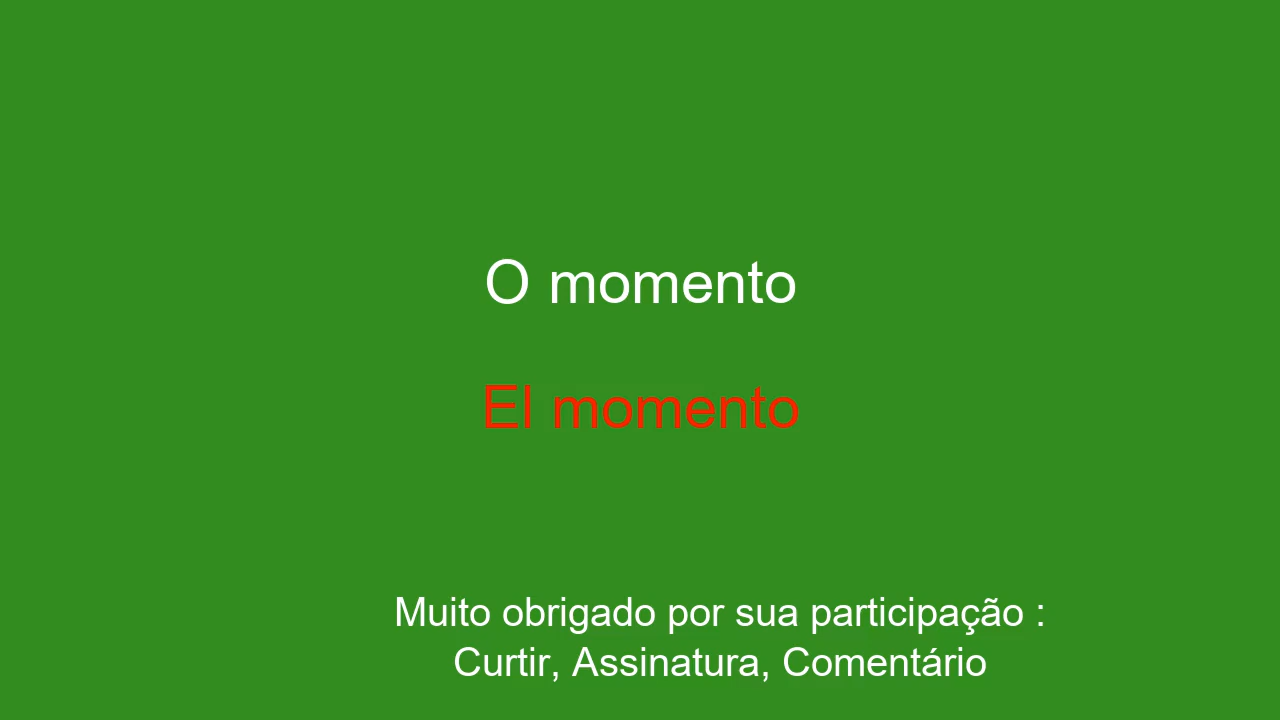 O momento
El momento
Muito obrigado por sua participação :
Curtir, Assinatura, Comentário